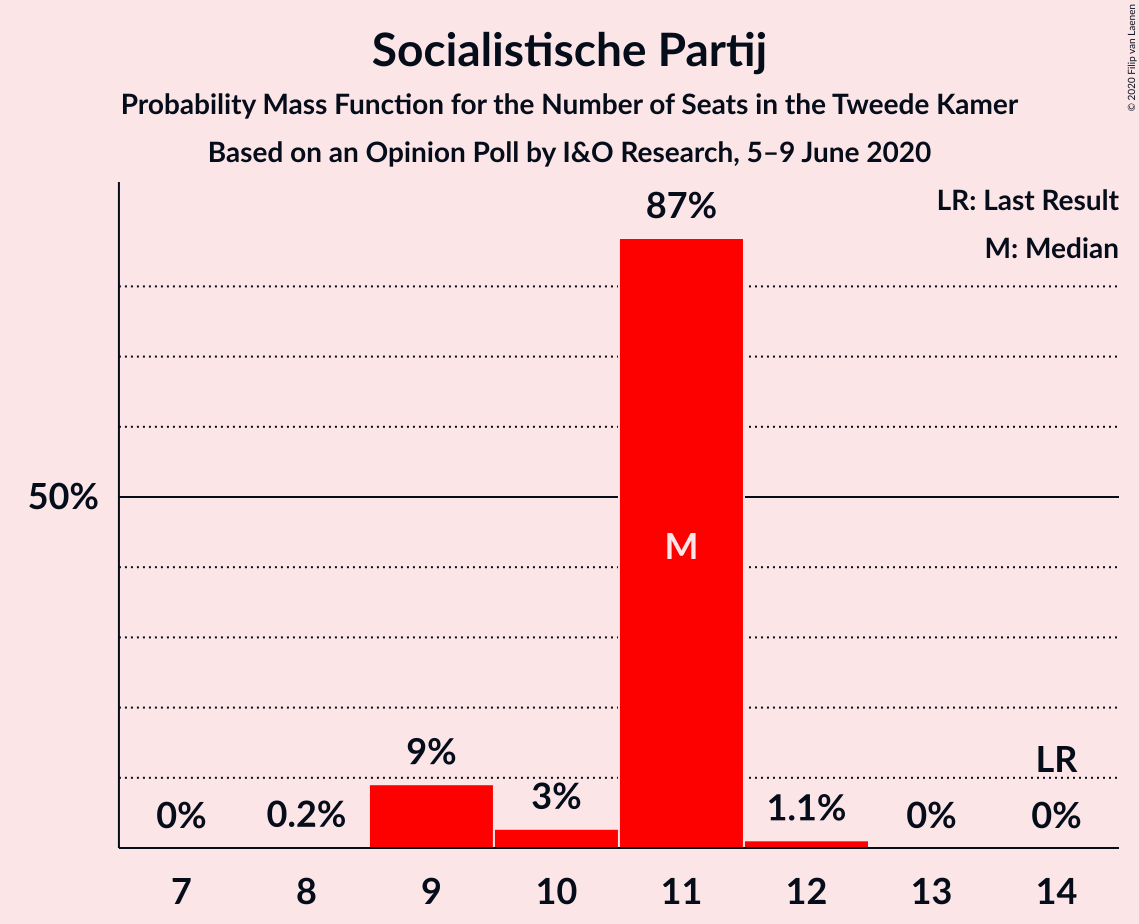 Socialistische Partij
Probability Mass Function for the Number of Seats in the Tweede Kamer
Based on an Opinion Poll by I&O Research, 5–9 June 2020
© 2020 Filip van Laenen
LR: Last Result
M: Median
87%
50%
M
9%
LR
0%
0.2%
3%
1.1%
0%
0%
7
8
9
10
11
12
13
14